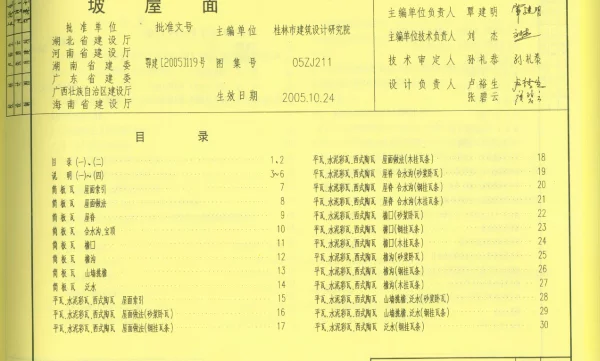 坡 屋 面
批 准 单 位 批准文号
湖北省建设厅
河南省建设厅
湖南省建委 鄂建[2005]119号
广东省建委
广西壮族自治区建设厅
海南省建设厅
主编单位 桂林市建筑设计研究院
图 集 号 05ZJ211
生效日期 2005.10.24
主编单位负责人 覃建明
主编单位技术负责人 刘 杰
技 术 审 定 人 孙礼恭 孙礼恭
设 计 负 责 人 卢裕生
张碧云
目 录
目 录(一)、(二) 1、2
说 明(一)~(四) 3~6
筒 板 瓦 屋面索引 7
筒 板 瓦 屋面做法 8
筒 板 瓦 屋脊 9
筒 板 瓦 合水沟、宝顶 10
筒 板 瓦 檐口 11
筒 板 瓦 檐沟 12
筒 板 瓦 山墙挑檐 13
筒 板 瓦 泛水 14
平瓦、水泥彩瓦、西式陶瓦 屋面索引 15
平瓦、水泥彩瓦、西式陶瓦 屋面做法(砂浆卧瓦) 16
平瓦、水泥彩瓦、西式陶瓦 屋面做法(钢挂瓦条) 17
平瓦、水泥彩瓦、西式陶瓦 屋面做法(木挂瓦条) 18
平瓦、水泥彩瓦、西式陶瓦 屋脊 合水沟(砂浆卧瓦) 19
平瓦、水泥彩瓦、西式陶瓦 屋脊 合水沟(钢挂瓦条) 20
平瓦、水泥彩瓦、西式陶瓦 屋脊 合水沟(木挂瓦条) 21
平瓦、水泥彩瓦、西式陶瓦 檐口(砂浆卧瓦) 22
平瓦、水泥彩瓦、西式陶瓦 檐口(钢挂瓦条) 23
平瓦、水泥彩瓦、西式陶瓦 檐口(木挂瓦条) 24
平瓦、水泥彩瓦、西式陶瓦 檐沟(砂浆卧瓦) 25
平瓦、水泥彩瓦、西式陶瓦 檐沟(钢挂瓦条) 26
平瓦、水泥彩瓦、西式陶瓦 檐沟(木挂瓦条) 27
平瓦、水泥彩瓦、西式陶瓦 山墙挑檐、泛水(砂浆卧瓦) 28
平瓦、水泥彩瓦、西式陶瓦 山墙挑檐(钢挂瓦条) 29
平瓦、水泥彩瓦、西式陶瓦 泛水(钢挂瓦条) 30